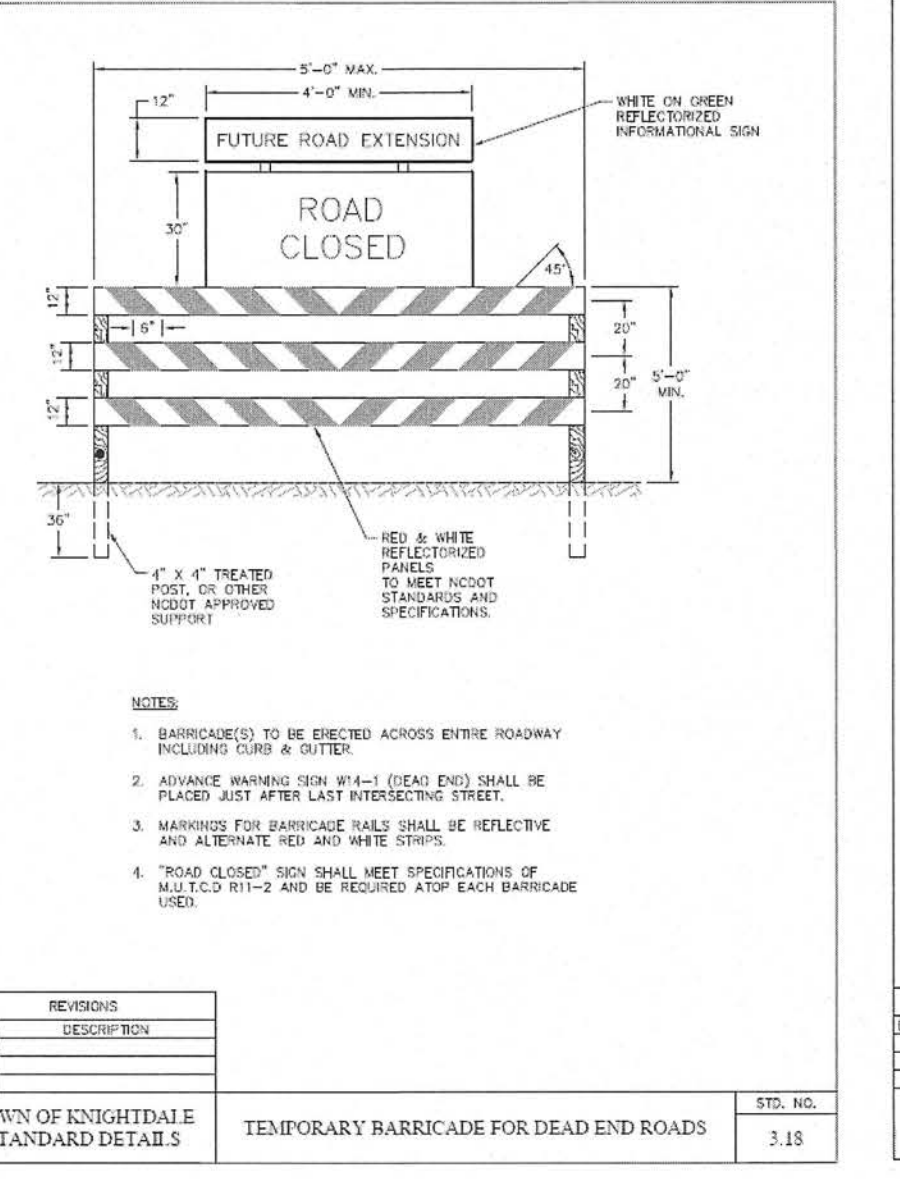 5'-0" MAX.
4'-0" MIN.
12"
WHITE ON GREEN
REFLECTORIZED
INFORMATIONAL SIGN
FUTURE ROAD EXTENSION
30"
ROAD
CLOSED
45°
12"
6"
20"
12"
20"
5'-0"
MIN.
12"
36"
RED & WHITE
REFLECTORIZED
PANELS
TO MEET NCDOT
STANDARDS AND
SPECIFICATIONS.
4" X 4" TREATED
POST, OR OTHER
NCDOT APPROVED
SUPPORT
NOTES:
1. BARRICADE(S) TO BE ERECTED ACROSS ENTIRE ROADWAY
INCLUDING CURB & GUTTER.
2. ADVANCE WARNING SIGN W14-1 (DEAD END) SHALL BE
PLACED JUST AFTER LAST INTERSECTING STREET.
3. MARKINGS FOR BARRICADE RAILS SHALL BE REFLECTIVE
AND ALTERNATE RED AND WHITE STRIPS.
4. "ROAD CLOSED" SIGN SHALL MEET SPECIFICATIONS OF
M.U.T.C.D R11-2 AND BE REQUIRED ATOP EACH BARRICADE
USED.
REVISIONS
DESCRIPTION
WN OF KNIGHTDALE
TANDARD DETAILS
TEMPORARY BARRICADE FOR DEAD END ROADS
STD. NO.
3.18